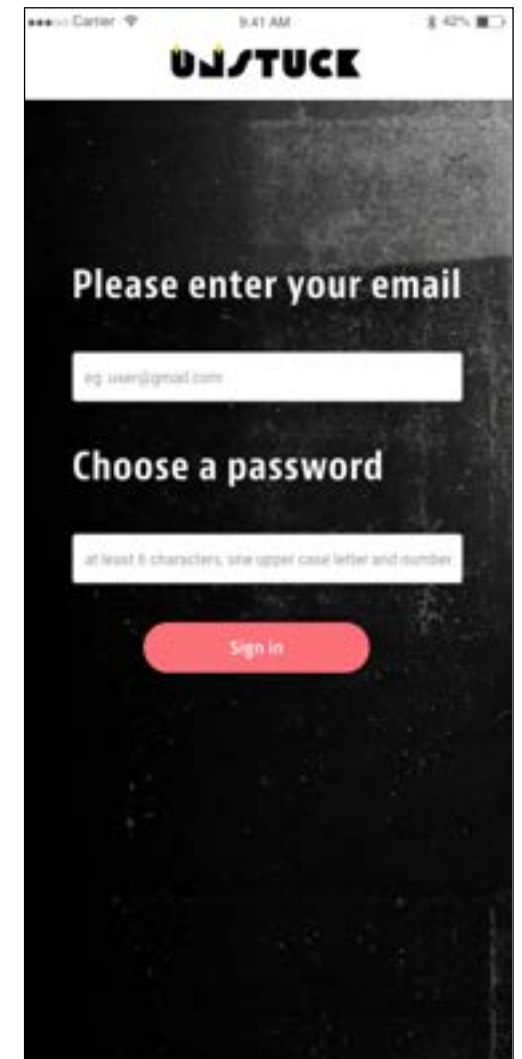 Carrier 9:41 AM 42%
UNSTUCK
Please enter your email
eg. user@gmail.com
Choose a password
at least 6 characters, one upper case letter and number
Sign in